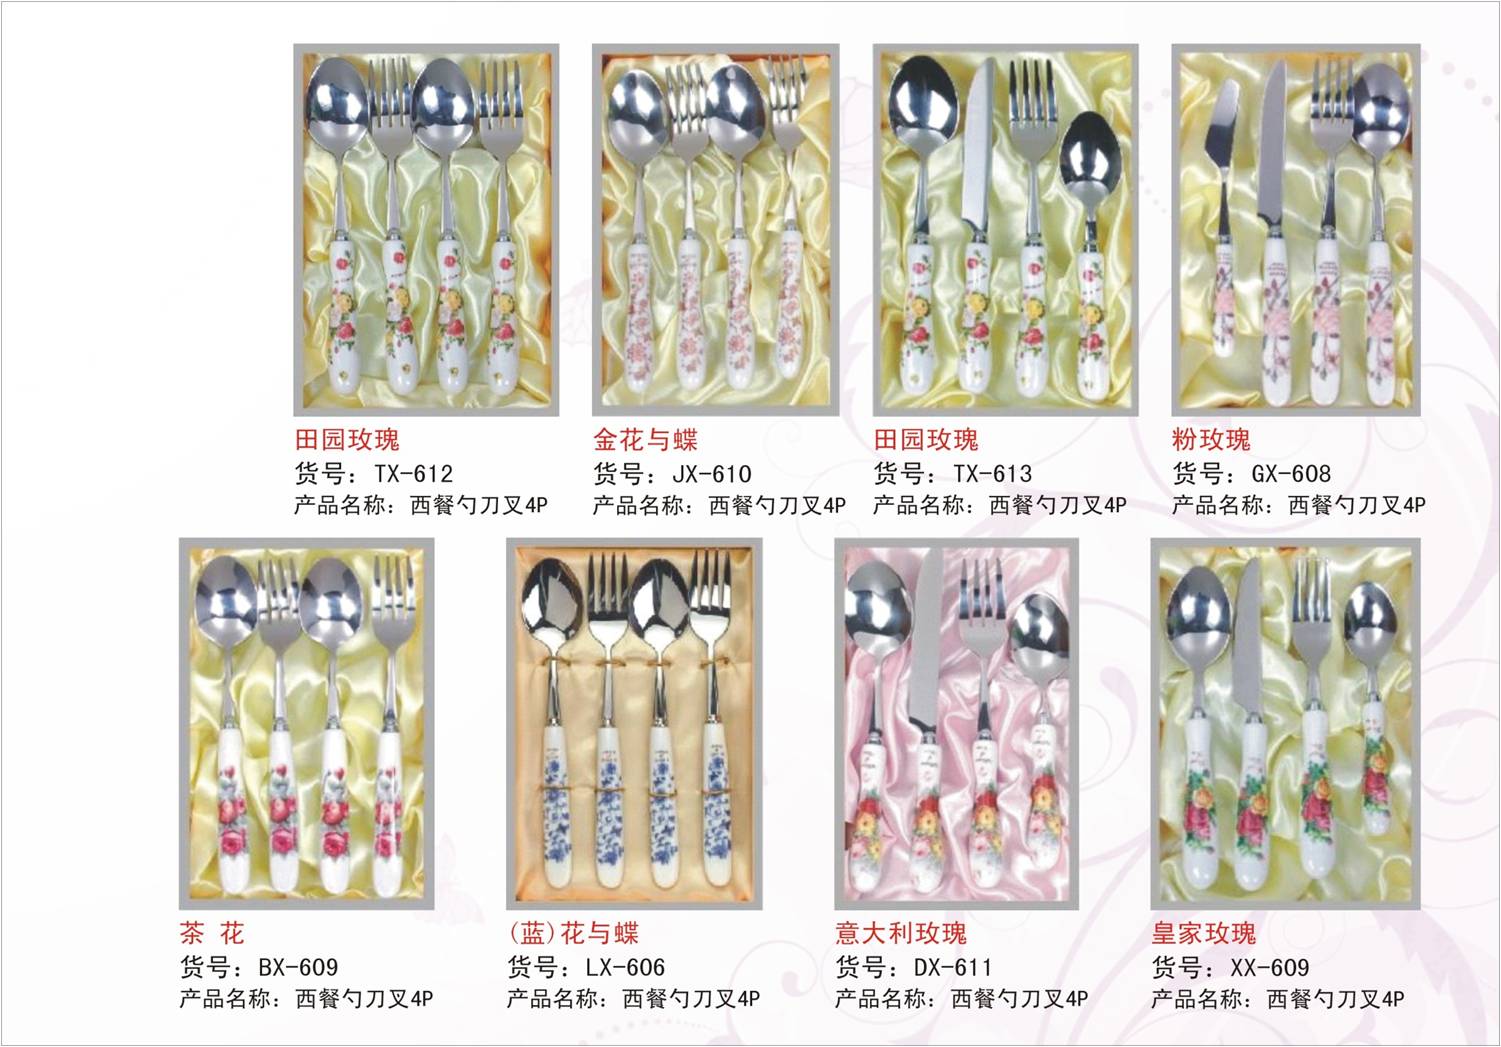 田园玫瑰
货号：TX-612
产品名称：西餐勺刀叉4P
金花与蝶
货号：JX-610
产品名称：西餐勺刀叉4P
田园玫瑰
货号：TX-613
产品名称：西餐勺刀叉4P
粉玫瑰
货号：GX-608
产品名称：西餐勺刀叉4P
茶 花
货号：BX-609
产品名称：西餐勺刀叉4P
(蓝)花与蝶
货号：LX-606
产品名称：西餐勺刀叉4P
意大利玫瑰
货号：DX-611
产品名称：西餐勺刀叉4P
皇家玫瑰
货号：XX-609
产品名称：西餐勺刀叉4P